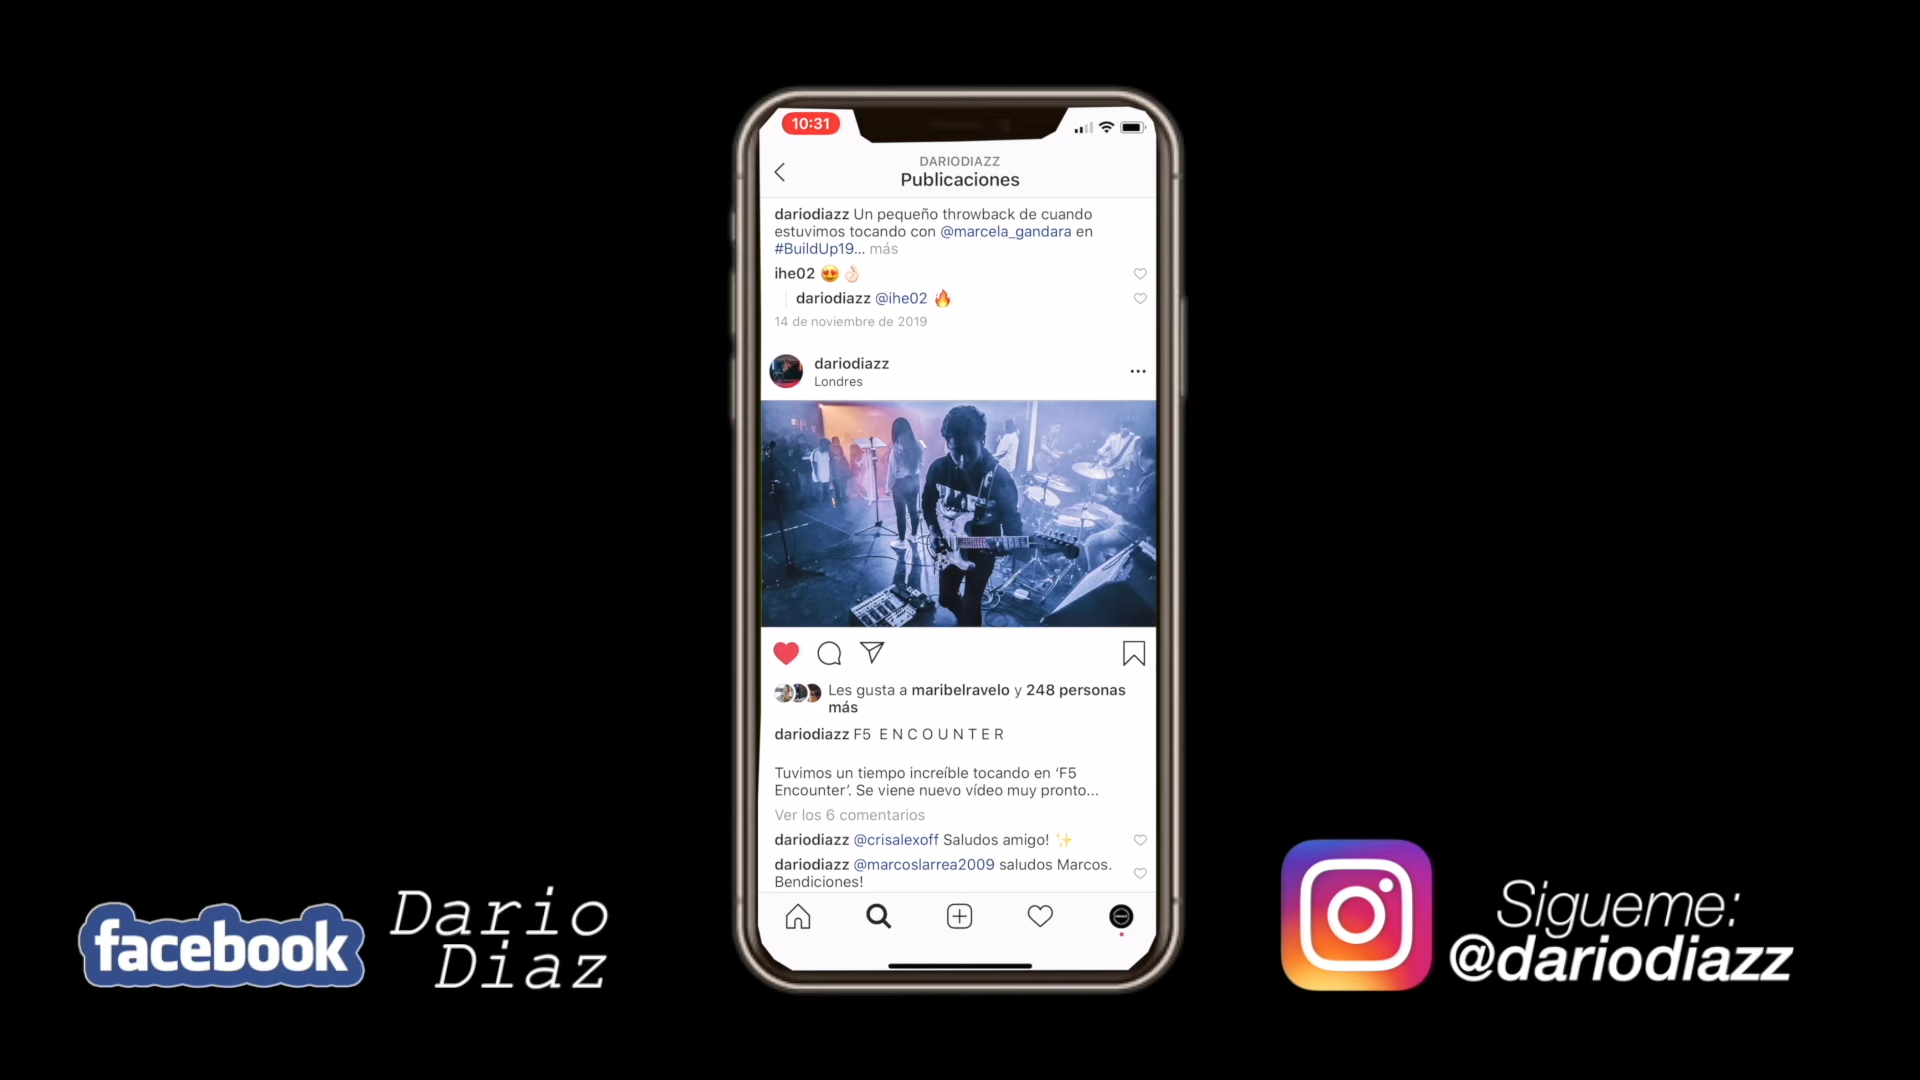 10:31
DARIODIAZZ
Publicaciones
dariodiazz Un pequeño throwback de cuando
estuvimos tocando con @marcela_gandara en
#BuildUp19... más
ihe02 😍👌🏻
dariodiazz @ihe02 🔥
14 de noviembre de 2019
dariodiazz
Londres
Les gusta a maribelravelo y 248 personas
más
dariodiazz F5 E N C O U N T E R
Tuvimos un tiempo increíble tocando en ‘F5
Encounter’. Se viene nuevo vídeo muy pronto...
Ver los 6 comentarios
dariodiazz @crisalexoff Saludos amigo! ✨
dariodiazz @marcoslarrea2009 saludos Marcos.
Bendiciones!
facebook
Dario
Diaz
Sigueme:
@dariodiazz